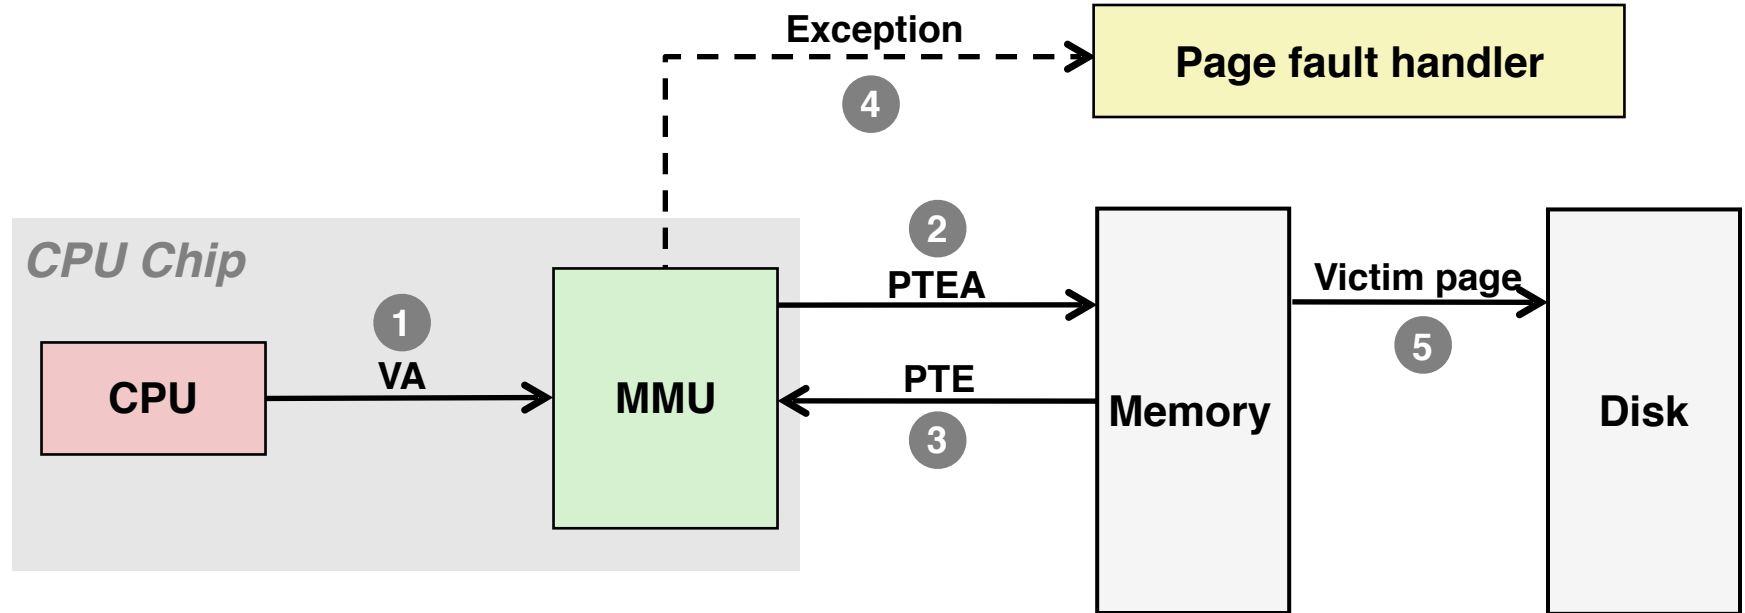 Exception
Page fault handler
4
CPU Chip
2
PTEA
Victim page
1
VA
5
CPU
MMU
PTE
3
Memory
Disk